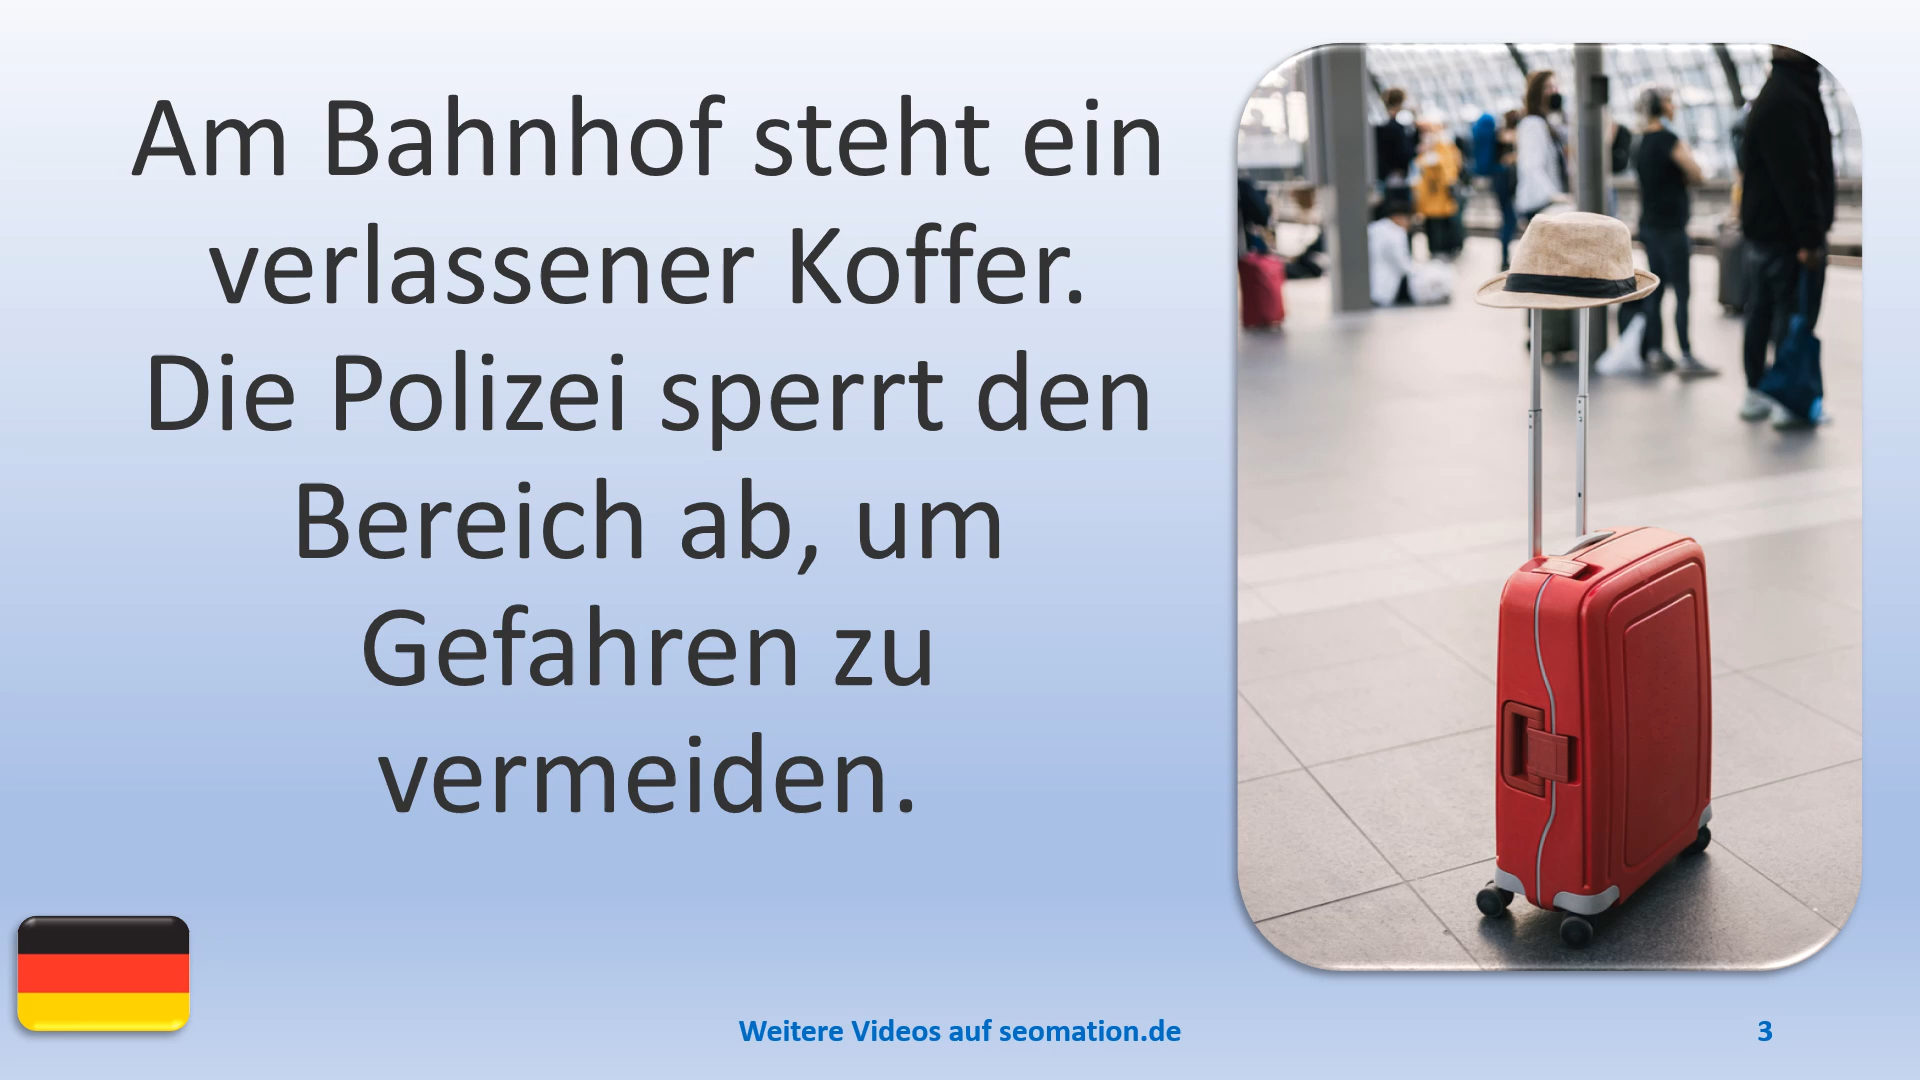 Am Bahnhof steht ein
verlassener Koffer.
Die Polizei sperrt den
Bereich ab, um
Gefahren zu
vermeiden.
Weitere Videos auf seomation.de
3